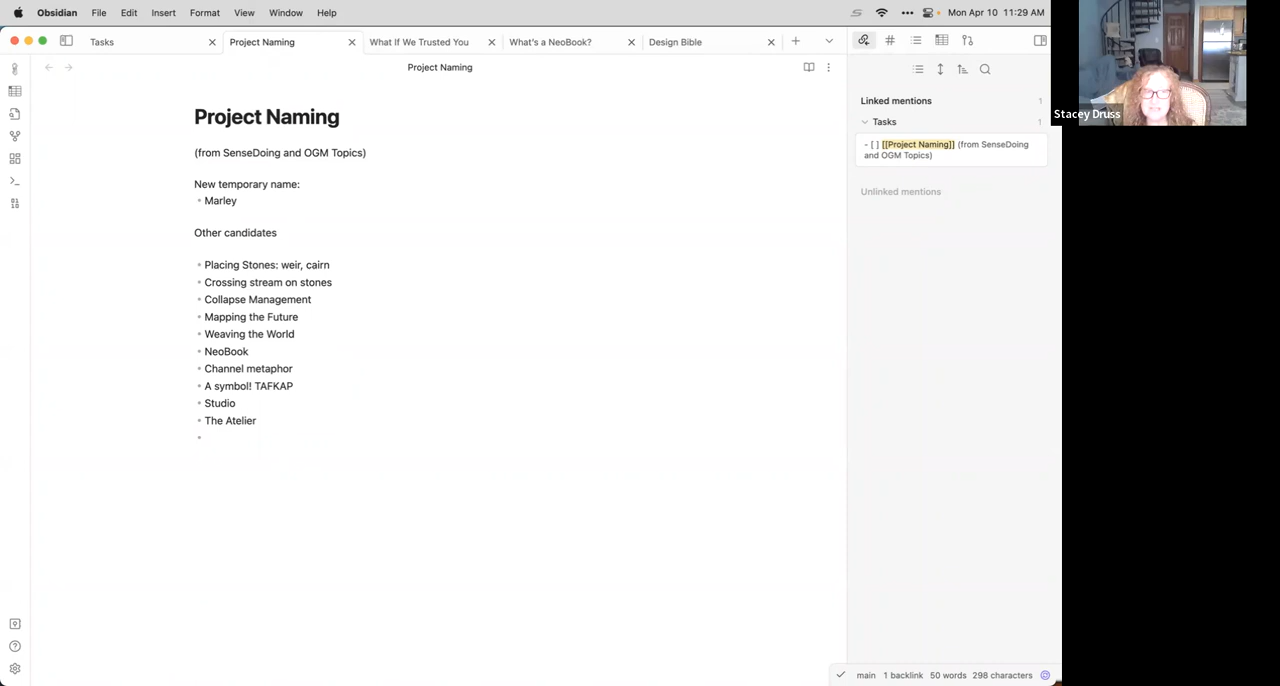 Obsidian File Edit Insert Format View Window Help Mon Apr 10 11:29 AM
Tasks Project Naming What If We Trusted You What's a NeoBook? Design Bible
Project Naming
Project Naming
(from SenseDoing and OGM Topics)
New temporary name:
Marley
Other candidates
Placing Stones: weir, cairn
Crossing stream on stones
Collapse Management
Mapping the Future
Weaving the World
NeoBook
Channel metaphor
A symbol! TAFKAP
Studio
The Atelier
Linked mentions 1
Tasks 1
- [ ] [[Project Naming]] (from SenseDoing
and OGM Topics)
Unlinked mentions
main 1 backlink 50 words 298 characters
Stacey Druss